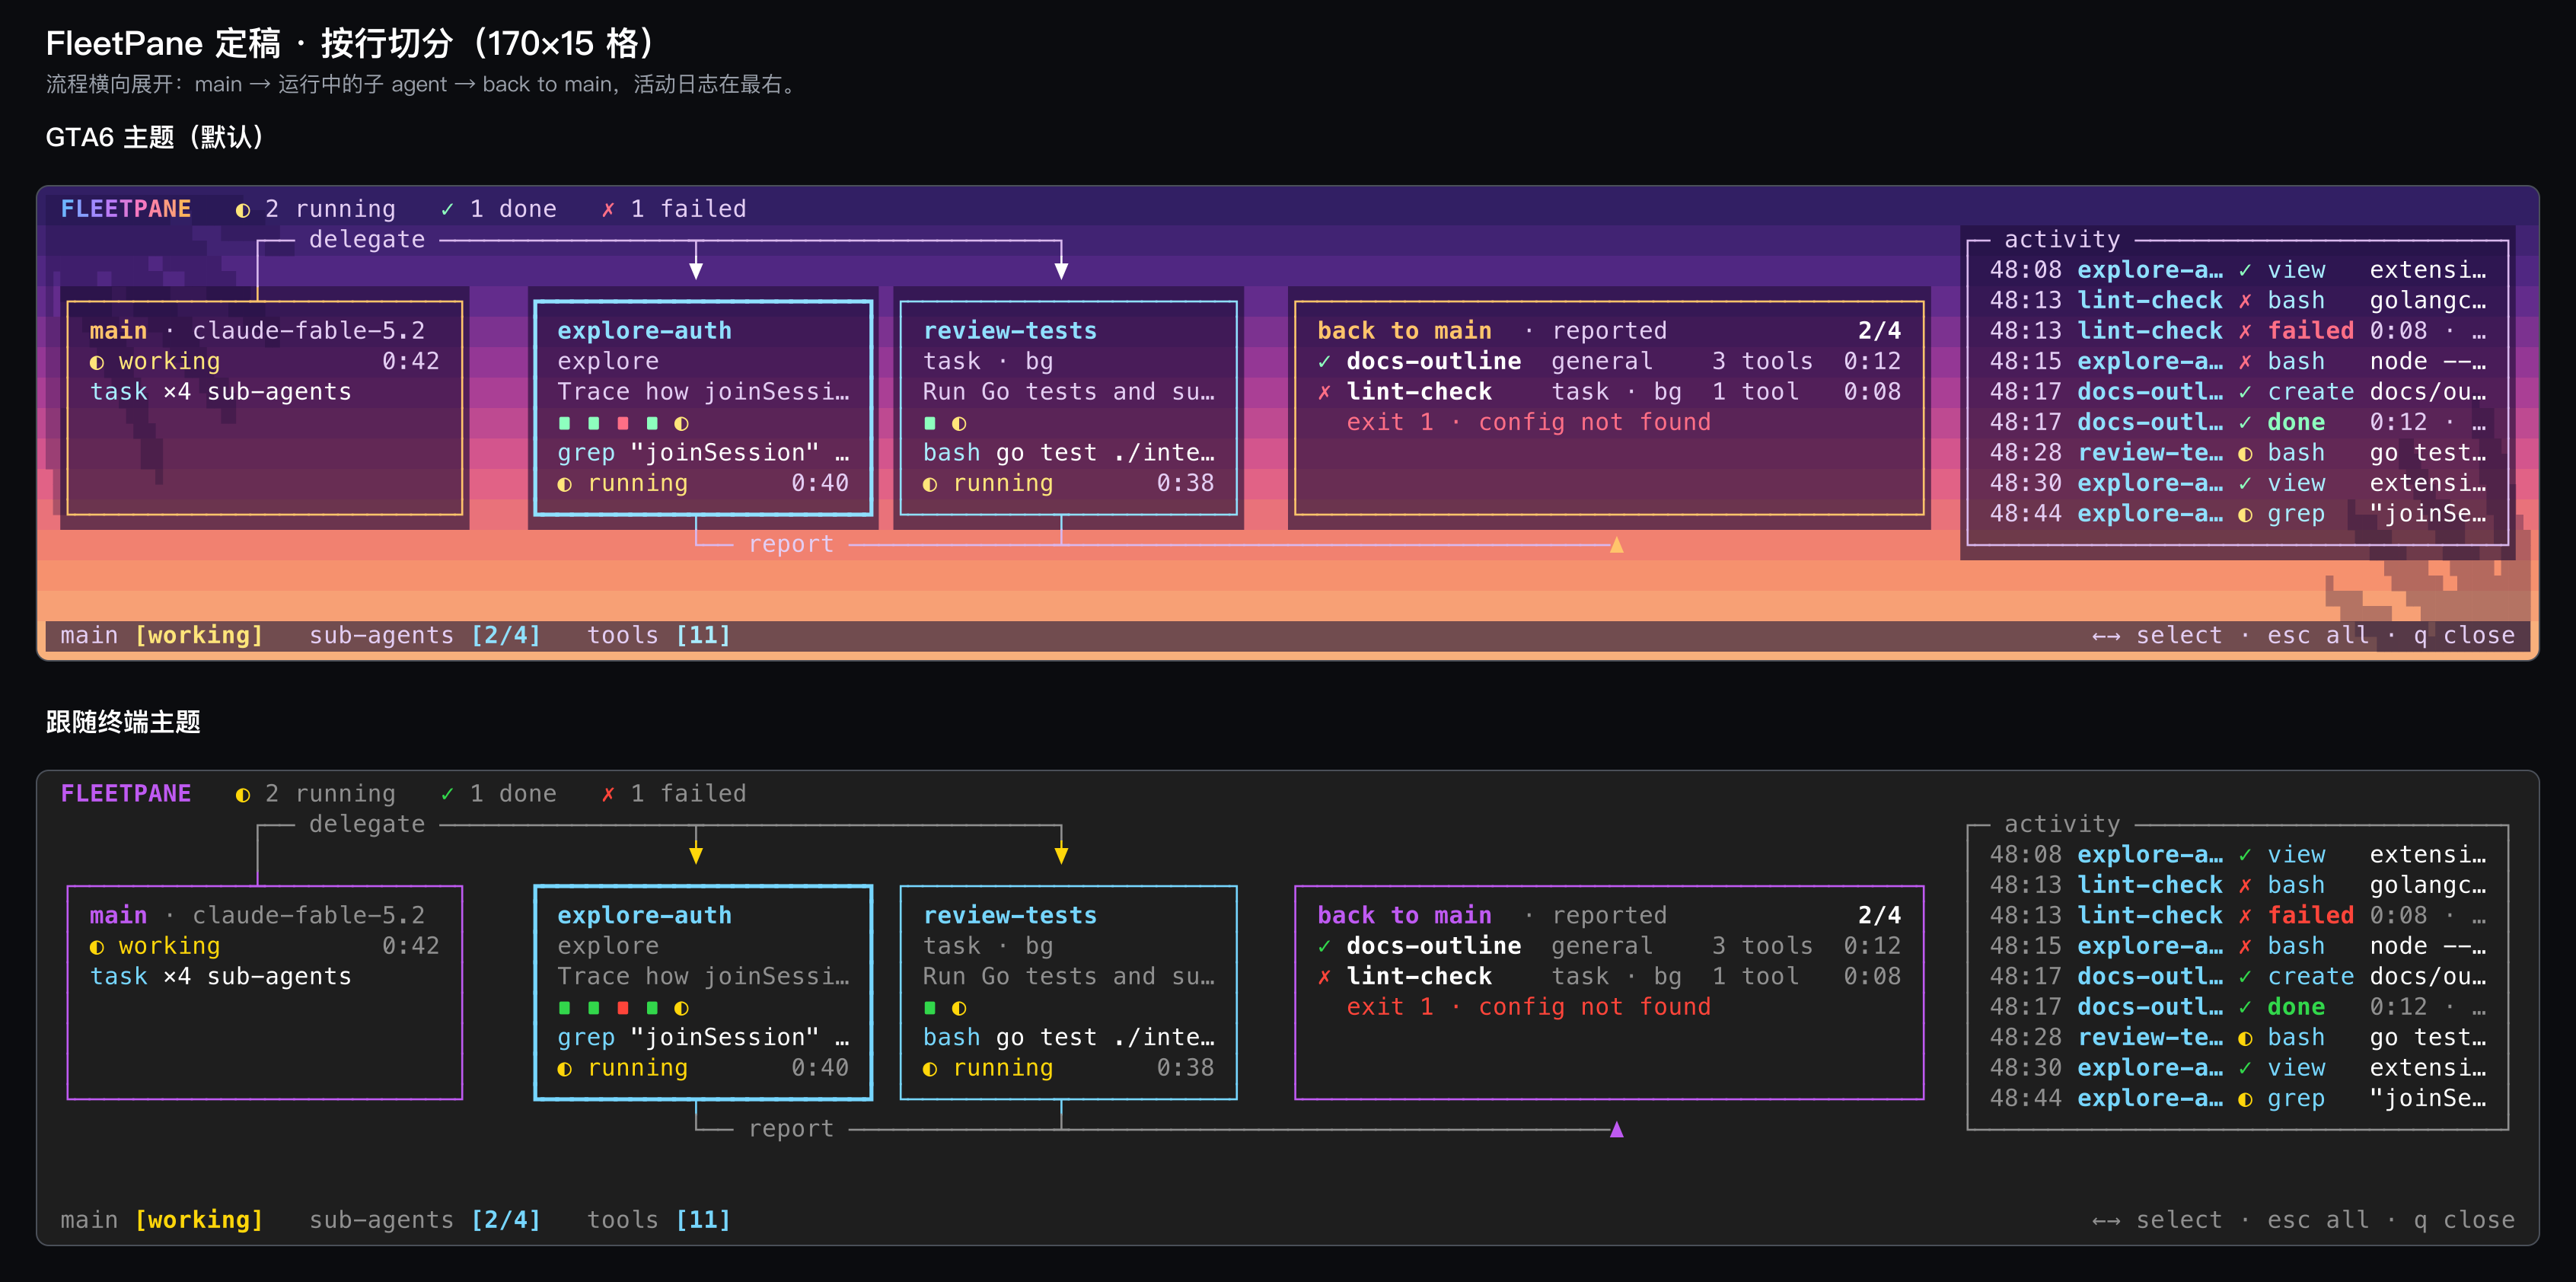 FleetPane 定稿 · 按行切分（170×15 格）
流程横向展开：main → 运行中的子 agent → back to main，活动日志在最右。
GTA6 主题（默认）
FLEETPANE ◐ 2 running ✓ 1 done ✗ 1 failed
delegate
main · claude-fable-5.2
◐ working 0:42
task ×4 sub-agents
explore-auth
explore
Trace how joinSessi…
grep "joinSession" …
◐ running 0:40
review-tests
task · bg
Run Go tests and su…
bash go test ./inte…
◐ running 0:38
back to main · reported 2/4
✓ docs-outline general 3 tools 0:12
✗ lint-check task · bg 1 tool 0:08
exit 1 · config not found
activity
48:08 explore-a… ✓ view extensi…
48:13 lint-check ✗ bash golangc…
48:13 lint-check ✗ failed 0:08 · …
48:15 explore-a… ✗ bash node --…
48:17 docs-outl… ✓ create docs/ou…
48:17 docs-outl… ✓ done 0:12 · …
48:28 review-te… ◐ bash go test…
48:30 explore-a… ✓ view extensi…
48:44 explore-a… ◐ grep "joinSe…
report
main [working] sub-agents [2/4] tools [11]
←→ select · esc all · q close
跟随终端主题
FLEETPANE ◐ 2 running ✓ 1 done ✗ 1 failed
delegate
main · claude-fable-5.2
◐ working 0:42
task ×4 sub-agents
explore-auth
explore
Trace how joinSessi…
grep "joinSession" …
◐ running 0:40
review-tests
task · bg
Run Go tests and su…
bash go test ./inte…
◐ running 0:38
back to main · reported 2/4
✓ docs-outline general 3 tools 0:12
✗ lint-check task · bg 1 tool 0:08
exit 1 · config not found
activity
48:08 explore-a… ✓ view extensi…
48:13 lint-check ✗ bash golangc…
48:13 lint-check ✗ failed 0:08 · …
48:15 explore-a… ✗ bash node --…
48:17 docs-outl… ✓ create docs/ou…
48:17 docs-outl… ✓ done 0:12 · …
48:28 review-te… ◐ bash go test…
48:30 explore-a… ✓ view extensi…
48:44 explore-a… ◐ grep "joinSe…
report
main [working] sub-agents [2/4] tools [11]
←→ select · esc all · q close